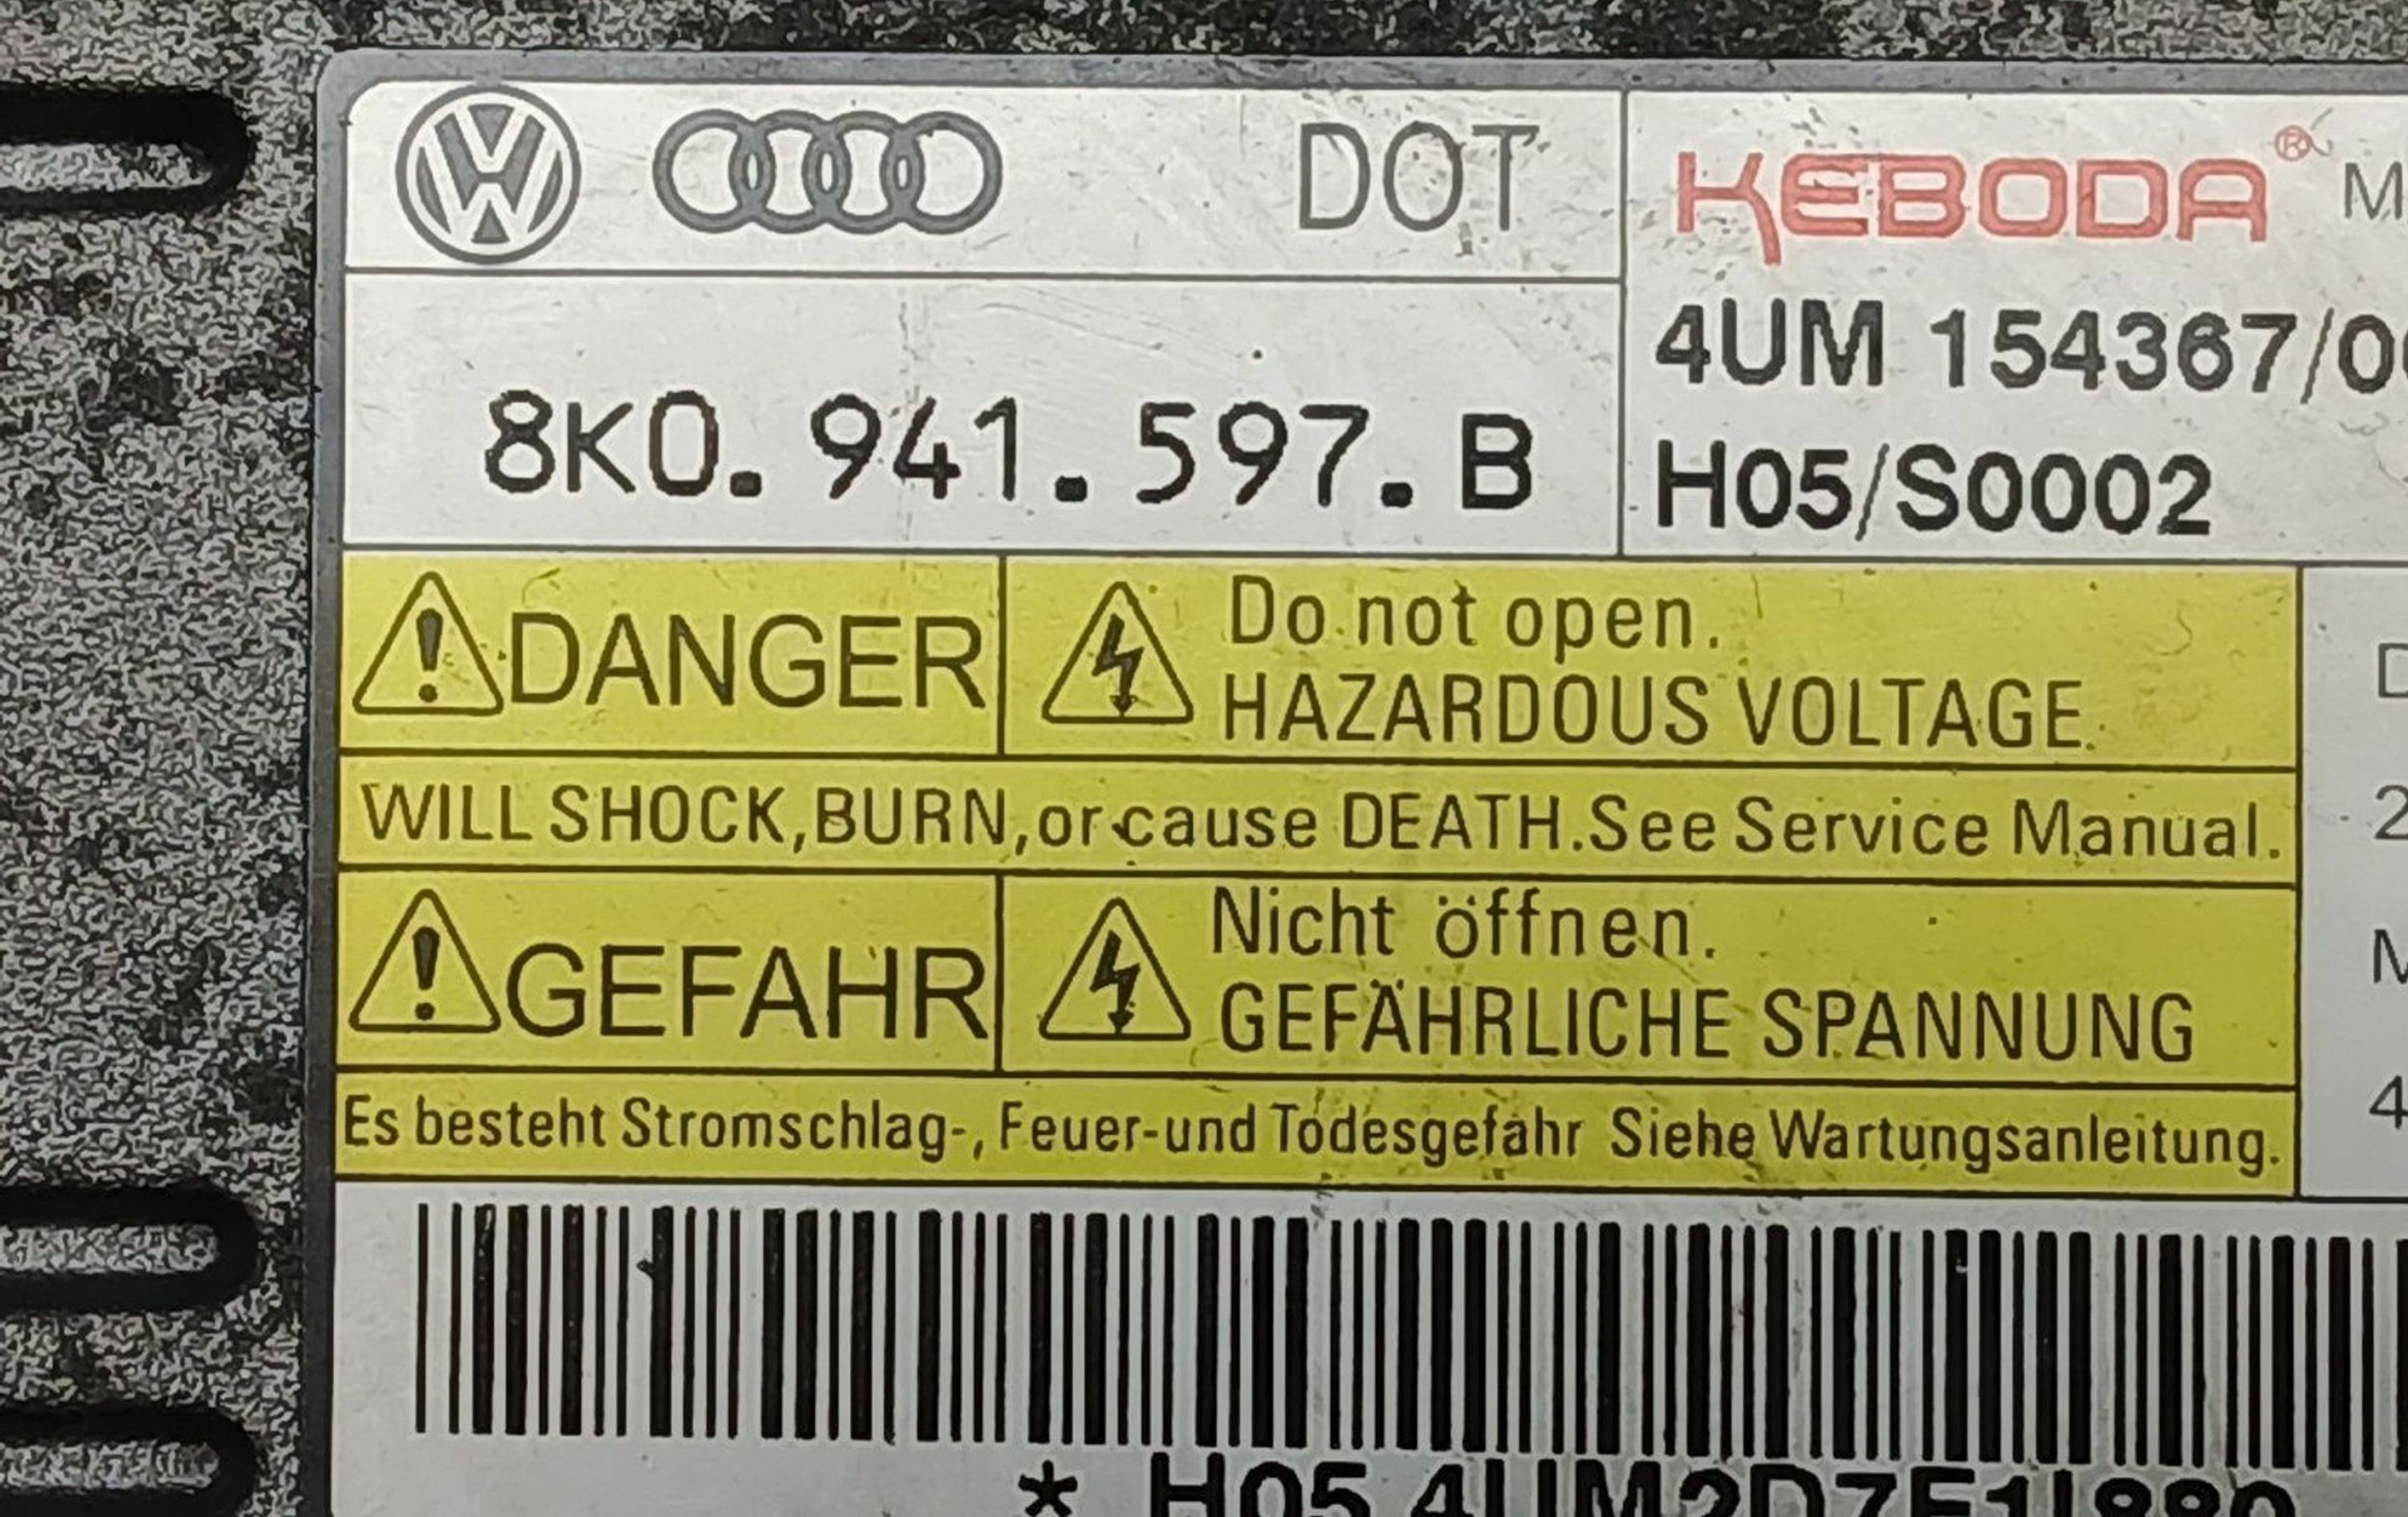 DOT
8K0.941.597.B
KEBODA®
4UM 154367/
H05/S0002
DANGER
Do not open.
HAZARDOUS VOLTAGE.
WILL SHOCK, BURN, or cause DEATH. See Service Manual.
GEFAHR
Nicht öffnen.
GEFÄHRLICHE SPANNUNG
Es besteht Stromschlag-, Feuer-und Todesgefahr Siehe Wartungsanleitung.
* H05